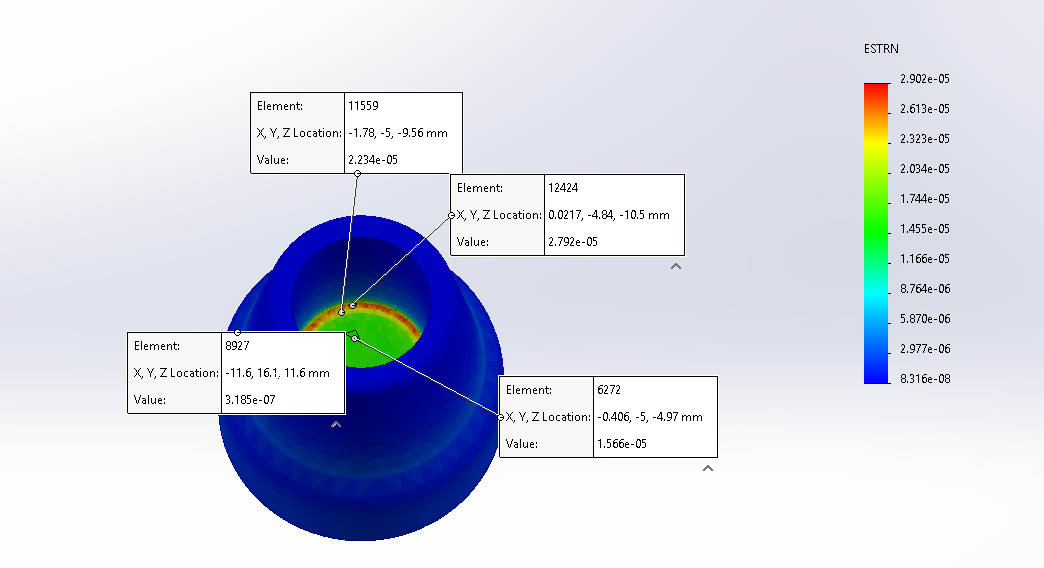 ESTRN
2.902e-05
2.613e-05
2.323e-05
2.034e-05
1.744e-05
1.455e-05
1.166e-05
8.764e-06
5.870e-06
2.977e-06
8.316e-08
Element: 11559
X, Y, Z Location: -1.78, -5, -9.56 mm
Value: 2.234e-05
Element: 12424
X, Y, Z Location: 0.0217, -4.84, -10.5 mm
Value: 2.792e-05
Element: 8927
X, Y, Z Location: -11.6, 16.1, 11.6 mm
Value: 3.185e-07
Element: 6272
X, Y, Z Location: -0.406, -5, -4.97 mm
Value: 1.566e-05